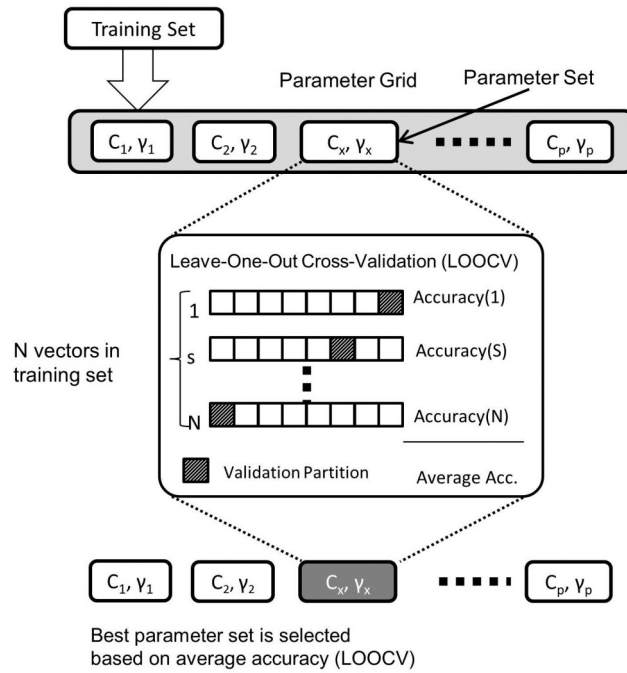 Training Set
Parameter Grid
Parameter Set
C₁, γ₁
C₂, γ₂
Cₓ, γₓ
Cₚ, γₚ
Leave-One-Out Cross-Validation (LOOCV)
1
Accuracy(1)
N vectors in
training set
s
Accuracy(S)
N
Accuracy(N)
Validation Partition
Average Acc.
C₁, γ₁
C₂, γ₂
Cₓ, γₓ
Cₚ, γₚ
Best parameter set is selected
based on average accuracy (LOOCV)